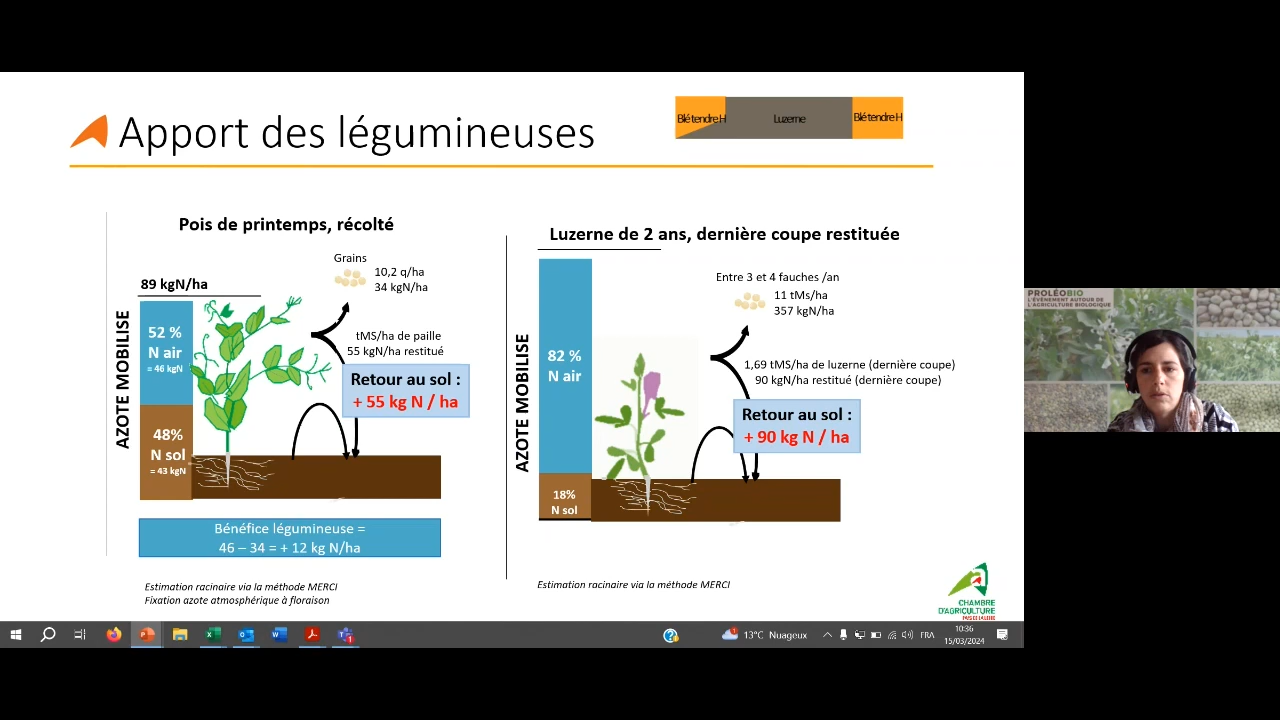 Apport des légumineuses
Blé tendre H
Luzerne
Blé tendre H
Pois de printemps, récolté
89 kgN/ha
AZOTE MOBILISE
52 %
N air
= 46 kgN
48%
N sol
= 43 kgN
Grains
10,2 q/ha
34 kgN/ha
tMS/ha de paille
55 kgN/ha restitué
Retour au sol :
+ 55 kg N / ha
Bénéfice légumineuse =
46 – 34 = + 12 kg N/ha
Estimation racinaire via la méthode MERCI
Fixation azote atmosphérique à floraison
Luzerne de 2 ans, dernière coupe restituée
AZOTE MOBILISE
82 %
N air
18%
N sol
Entre 3 et 4 fauches /an
11 tMs/ha
357 kgN/ha
1,69 tMS/ha de luzerne (dernière coupe)
90 kgN/ha restitué (dernière coupe)
Retour au sol :
+ 90 kg N / ha
Estimation racinaire via la méthode MERCI
CHAMBRE
D'AGRICULTURE
PAYS DE LA LOIRE
PROLÉOBIO
L'ÉVÉNEMENT AUTOUR DE
L'AGRICULTURE BIOLOGIQUE
13°C Nuageux
FRA
10:36
15/03/2024